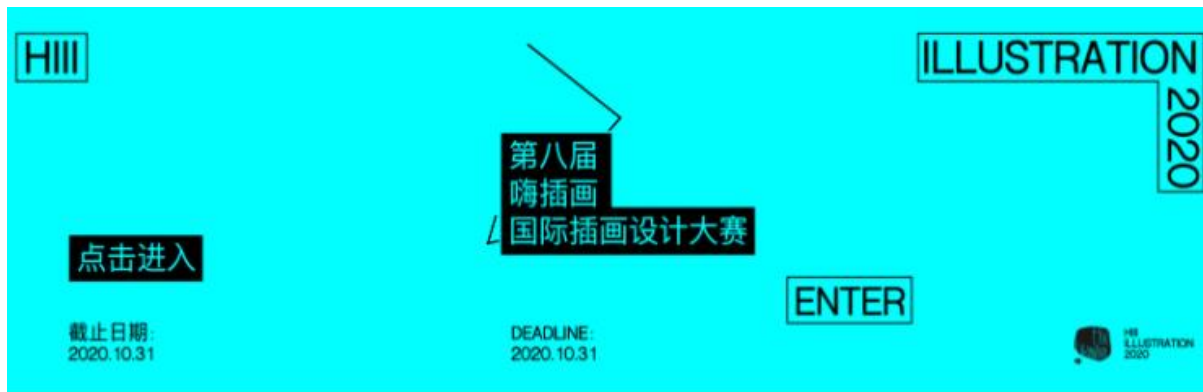 HIII
ILLUSTRATION
2020
第八届
嗨插画
国际插画设计大赛
点击进入
ENTER
截止日期:
2020.10.31
DEADLINE:
2020.10.31
HIII
ILLUSTRATION
2020